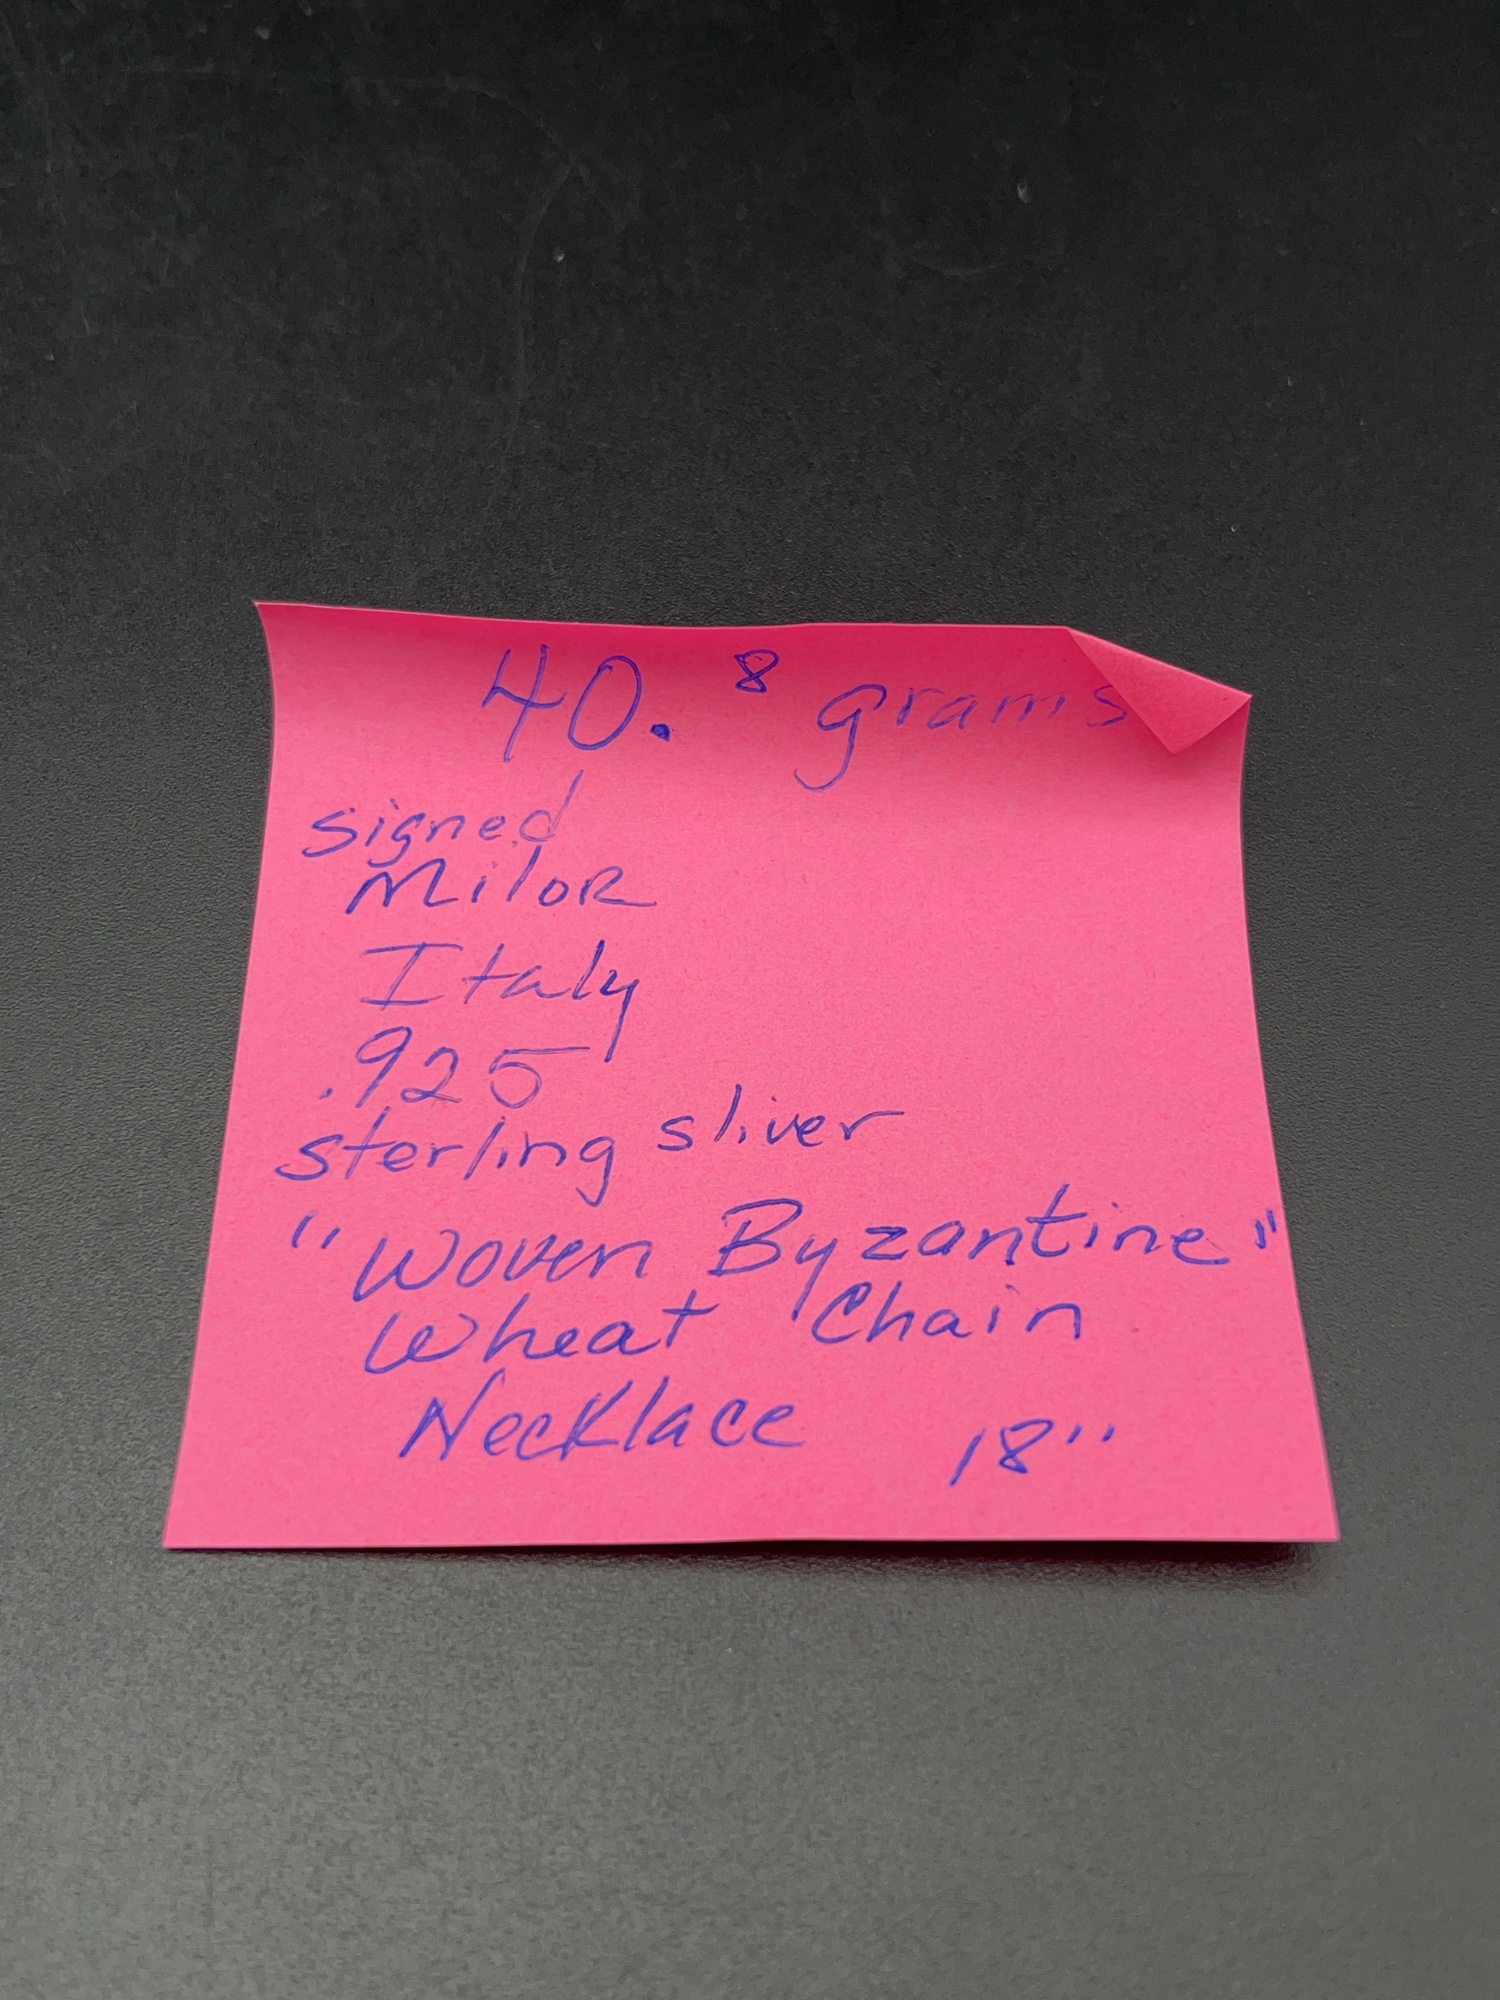 40.8 grams
signed
Milor
Italy
.925
sterling sliver
"Woven Byzantine"
Wheat Chain
Necklace 18"